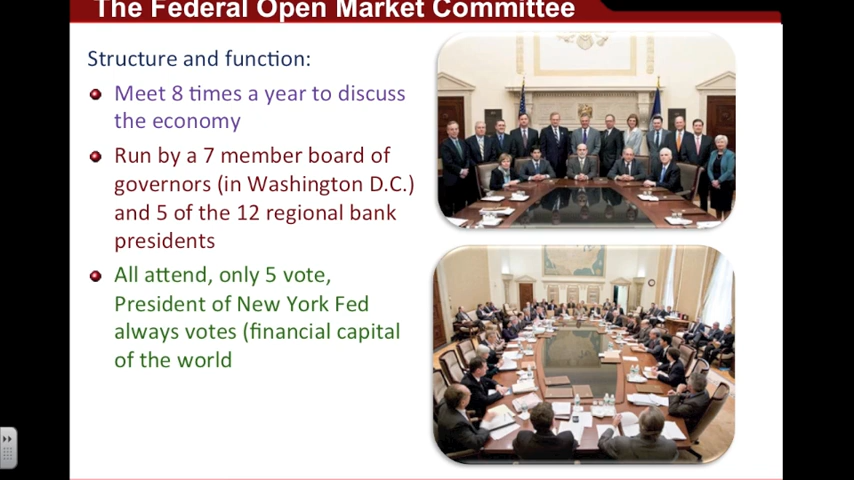 The Federal Open Market Committee
Structure and function:
Meet 8 times a year to discuss
the economy
Run by a 7 member board of
governors (in Washington D.C.)
and 5 of the 12 regional bank
presidents
All attend, only 5 vote,
President of New York Fed
always votes (financial capital
of the world